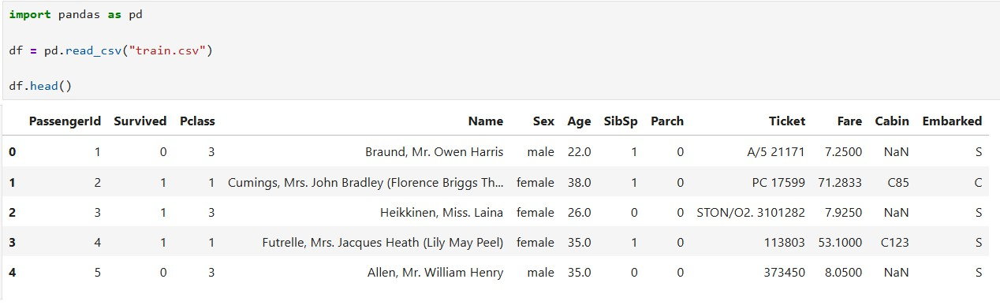 import pandas as pd
df = pd.read_csv("train.csv")
df.head()
PassengerId Survived Pclass Name Sex Age SibSp Parch Ticket Fare Cabin Embarked
0 1 0 3 Braund, Mr. Owen Harris male 22.0 1 0 A/5 21171 7.2500 NaN S
1 2 1 1 Cumings, Mrs. John Bradley (Florence Briggs Th... female 38.0 1 0 PC 17599 71.2833 C85 C
2 3 1 3 Heikkinen, Miss. Laina female 26.0 0 0 STON/O2. 3101282 7.9250 NaN S
3 4 1 1 Futrelle, Mrs. Jacques Heath (Lily May Peel) female 35.0 1 0 113803 53.1000 C123 S
4 5 0 3 Allen, Mr. William Henry male 35.0 0 0 373450 8.0500 NaN S